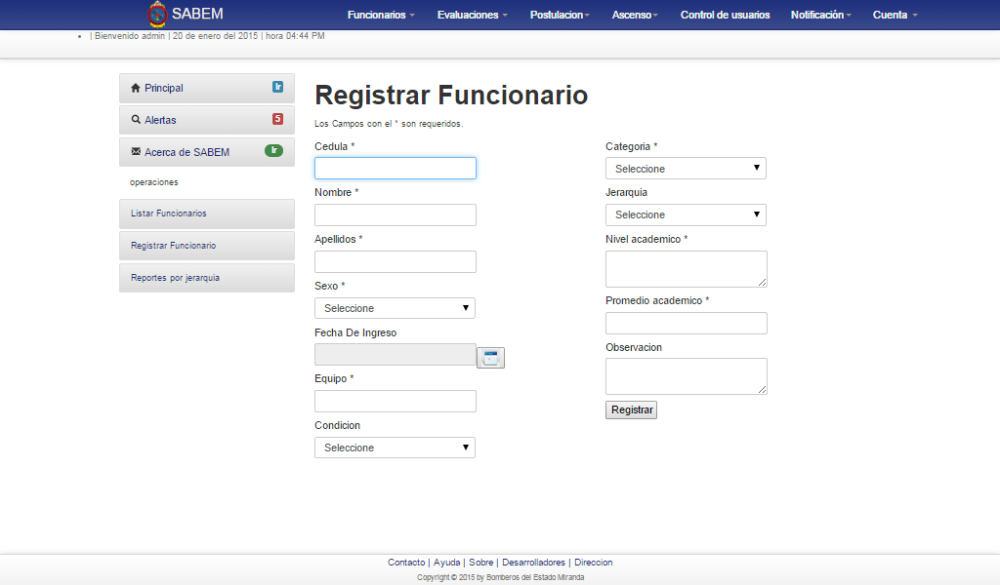 SABEM
Funcionarios Evaluaciones Postulacion Ascenso Control de usuarios Notificación Cuenta
| Bienvenido admin | 20 de enero del 2015 | hora 04:44 PM
Principal Ir
Alertas 5
Acerca de SABEM Ir
operaciones
Listar Funcionarios
Registrar Funcionario
Reportes por jerarquia
Registrar Funcionario
Los Campos con el * son requeridos.
Cedula *
Nombre *
Apellidos *
Sexo *
Seleccione
Fecha De Ingreso
Equipo *
Condicion
Seleccione
Categoria *
Seleccione
Jerarquia
Seleccione
Nivel academico *
Promedio academico *
Observacion
Registrar
Contacto | Ayuda | Sobre | Desarrolladores | Direccion
Copyright © 2015 by Bomberos del Estado Miranda